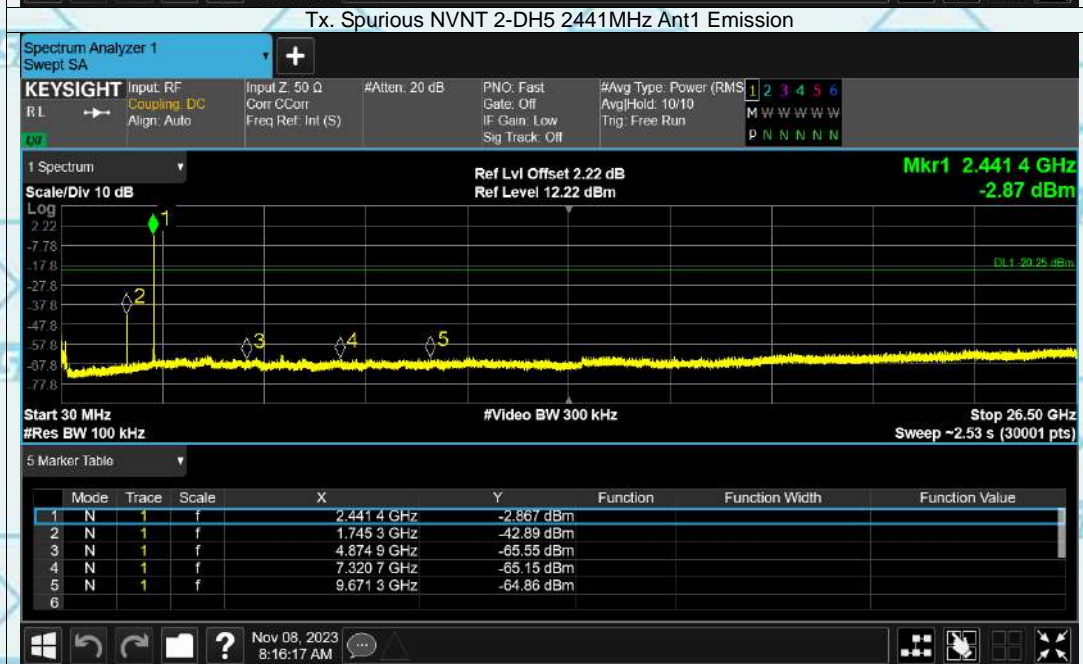 Tx. Spurious NVNT 2-DH5 2441MHz Ant1 Emission
Spectrum Analyzer 1
Swept SA
+
KEYSIGHT Input: RF Input Z: 50 Ω #Atten: 20 dB PNO: Fast #Avg Type: Power (RMS 1 2 3 4 5 6
RL Coupling: DC Corr CCorr Gate: Off Avg|Hold: 10/10 M W W W W W
Align: Auto Freq Ref: Int (S) IF Gain: Low Trig: Free Run P N N N N N
LXI Sig Track: Off
1 Spectrum Ref Lvl Offset 2.22 dB Mkr1 2.441 4 GHz
Scale/Div 10 dB Ref Level 12.22 dBm -2.87 dBm
Log
2.22 1
-7.78
-17.8 DL1 -20.25 dBm
-27.8
-37.8 2
-47.8
-57.8 3 4 5
-67.8
-77.8
Start 30 MHz #Video BW 300 kHz Stop 26.50 GHz
#Res BW 100 kHz Sweep ~2.53 s (30001 pts)
5 Marker Table
Mode Trace Scale X Y Function Function Width Function Value
1 N 1 f 2.441 4 GHz -2.867 dBm
2 N 1 f 1.745 3 GHz -42.89 dBm
3 N 1 f 4.874 9 GHz -65.55 dBm
4 N 1 f 7.320 7 GHz -65.15 dBm
5 N 1 f 9.671 3 GHz -64.86 dBm
6
? Nov 08, 2023
8:16:17 AM